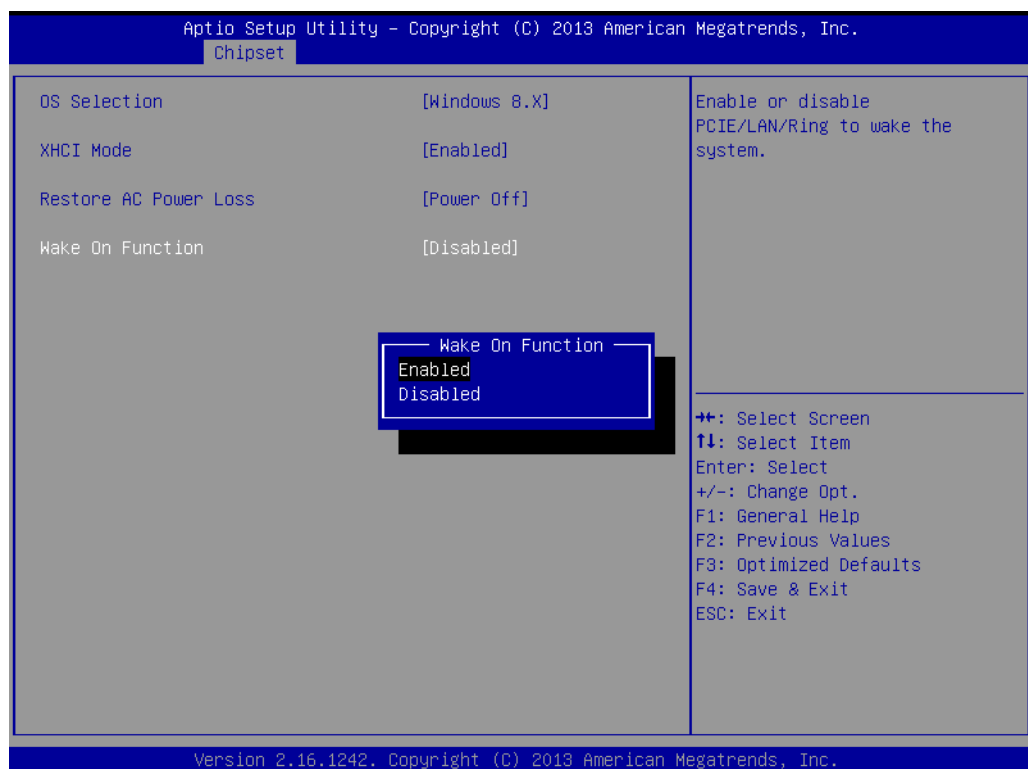 Aptio Setup Utility – Copyright (C) 2013 American Megatrends, Inc.
Chipset
OS Selection [Windows 8.X]
XHCI Mode [Enabled]
Restore AC Power Loss [Power Off]
Wake On Function [Disabled]
Wake On Function
Enabled
Disabled
Enable or disable
PCIE/LAN/Ring to wake the
system.
→←: Select Screen
↑↓: Select Item
Enter: Select
+/-: Change Opt.
F1: General Help
F2: Previous Values
F3: Optimized Defaults
F4: Save & Exit
ESC: Exit
Version 2.16.1242. Copyright (C) 2013 American Megatrends, Inc.